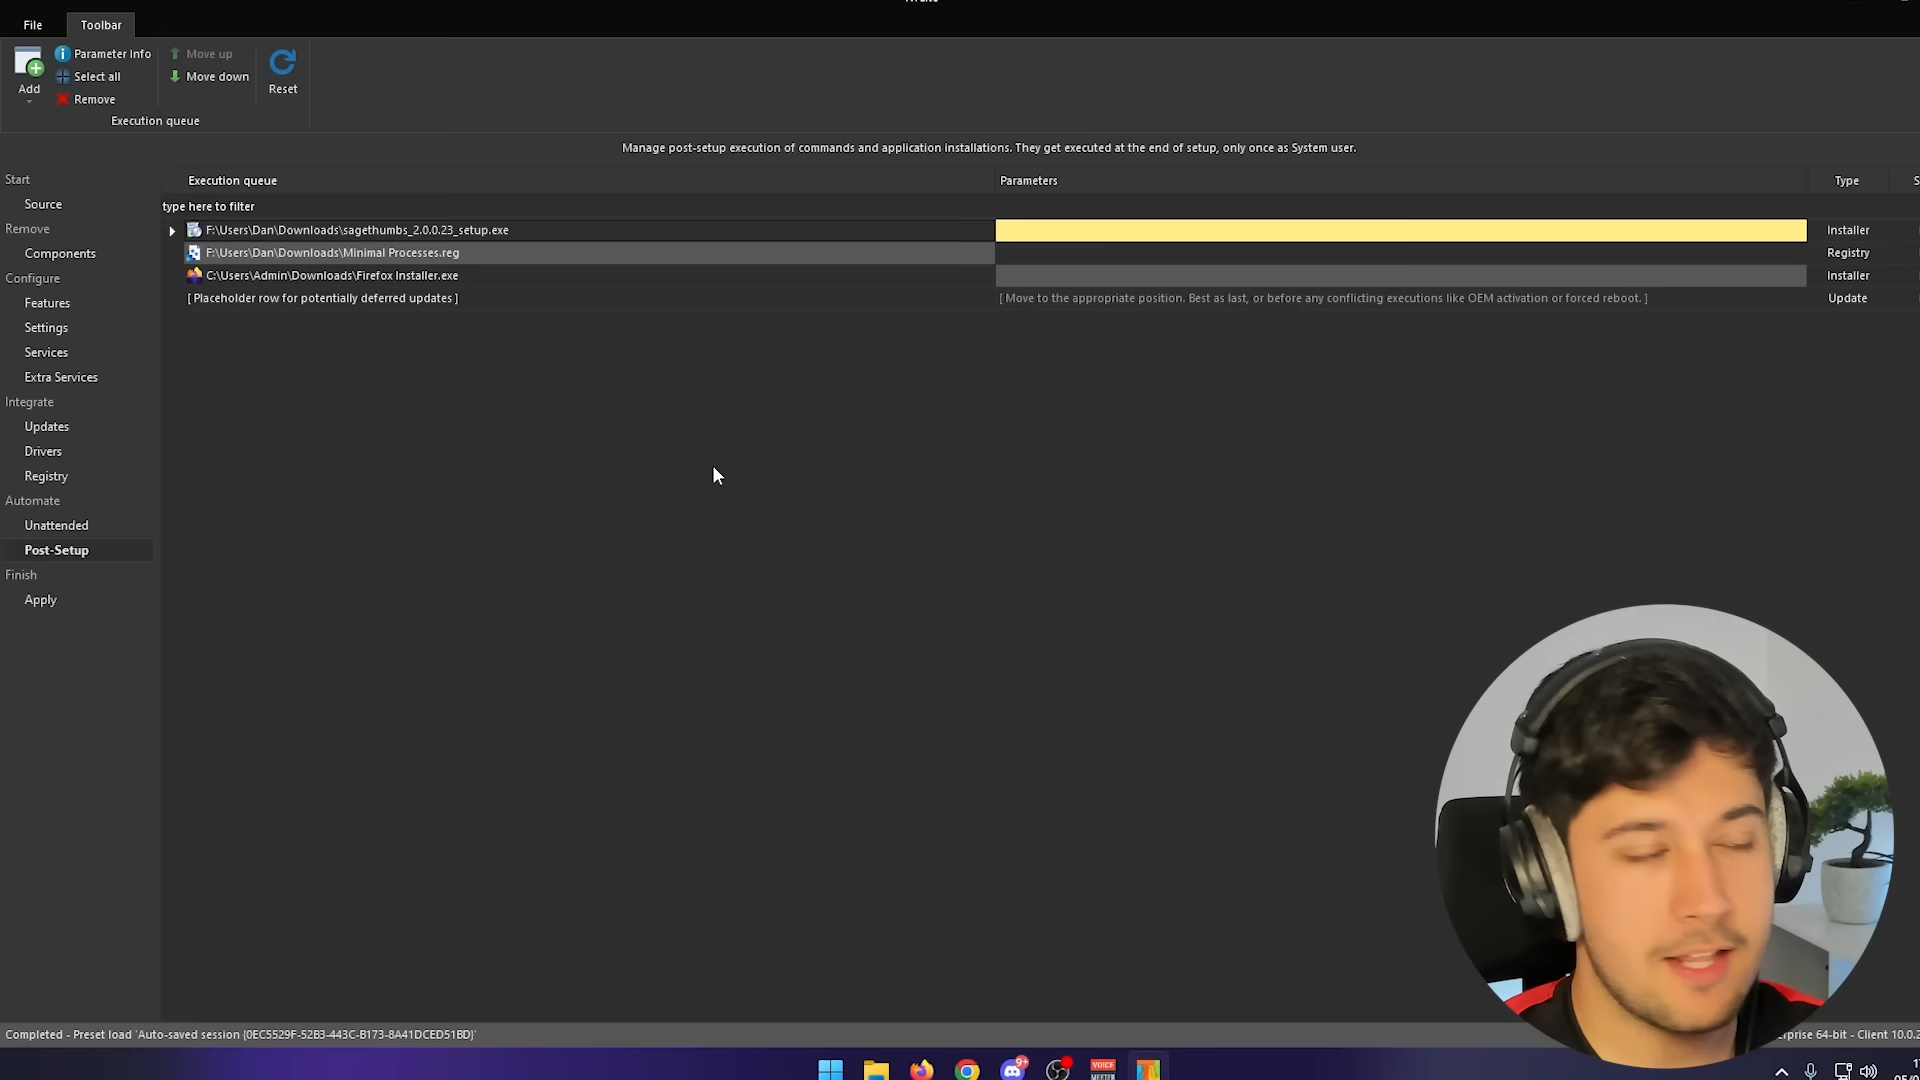 File
Toolbar
Add
Parameter Info
Select all
Remove
Move up
Move down
Reset
Execution queue
Manage post-setup execution of commands and application installations. They get executed at the end of setup, only once as System user.
Start
Source
Remove
Components
Configure
Features
Settings
Services
Extra Services
Integrate
Updates
Drivers
Registry
Automate
Unattended
Post-Setup
Finish
Apply
Execution queue Parameters Type
type here to filter
F:\Users\Dan\Downloads\sagethumbs_2.0.0.23_setup.exe Installer
F:\Users\Dan\Downloads\Minimal Processes.reg Registry
C:\Users\Admin\Downloads\Firefox Installer.exe Installer
[ Placeholder row for potentially deferred updates ] [ Move to the appropriate position. Best as last, or before any conflicting executions like OEM activation or forced reboot. ] Update
Completed - Preset load 'Auto-saved session {0EC5529F-52B3-443C-B173-8A41DCED51BD}'
erprise 64-bit - Client 10.0.2
9+
VOICE
MEETER